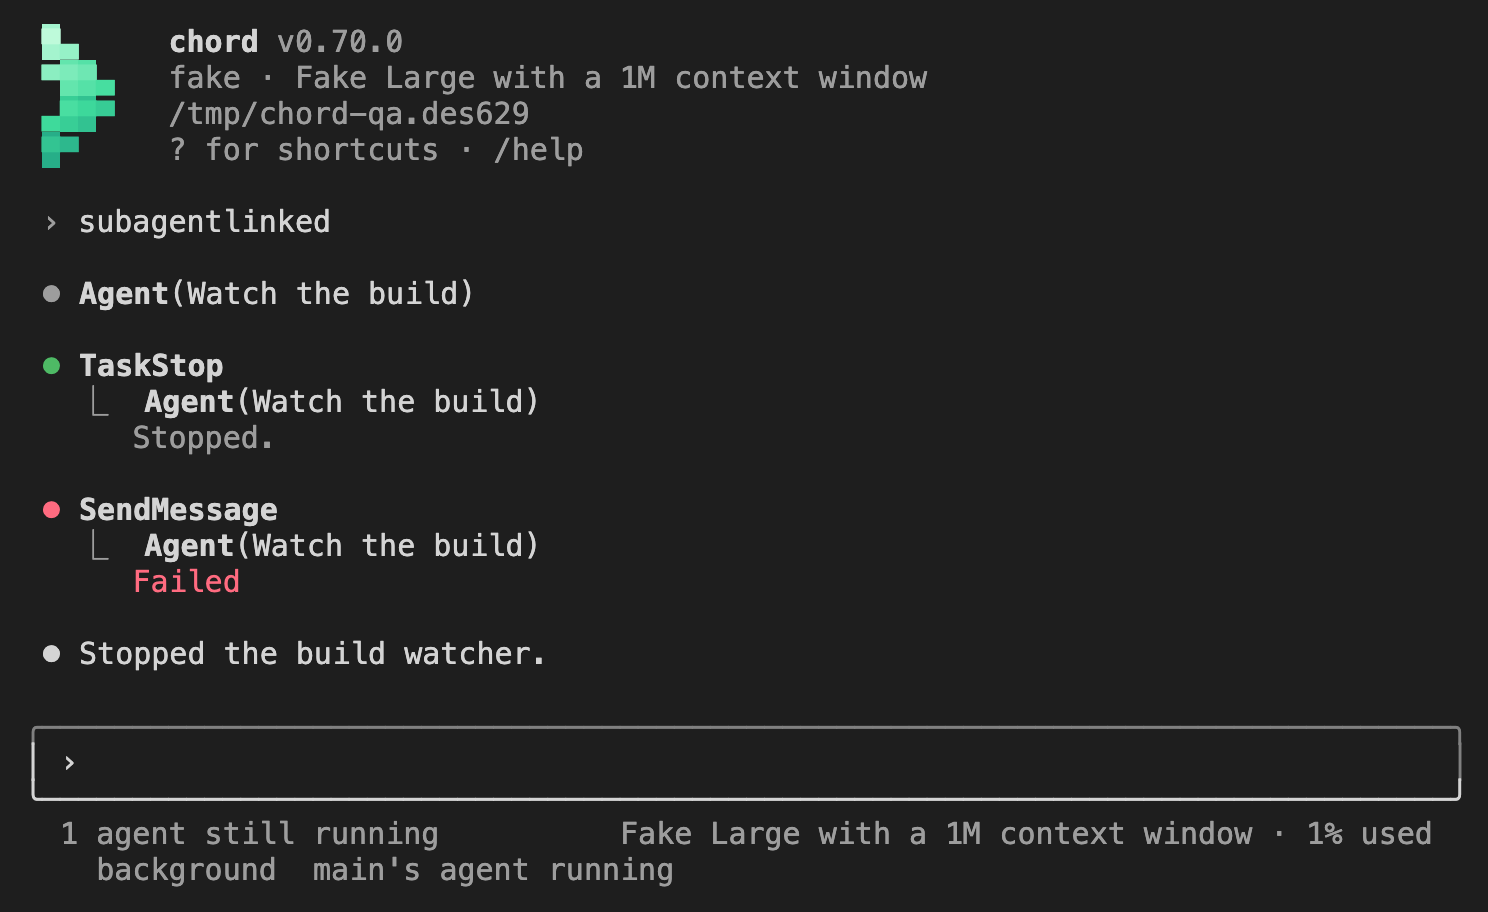 chord v0.70.0
fake · Fake Large with a 1M context window
/tmp/chord-qa.des629
? for shortcuts · /help
› subagentlinked
● Agent(Watch the build)
● TaskStop
⎿  Agent(Watch the build)
Stopped.
● SendMessage
⎿  Agent(Watch the build)
Failed
● Stopped the build watcher.
›
1 agent still running    Fake Large with a 1M context window · 1% used
background  main's agent running